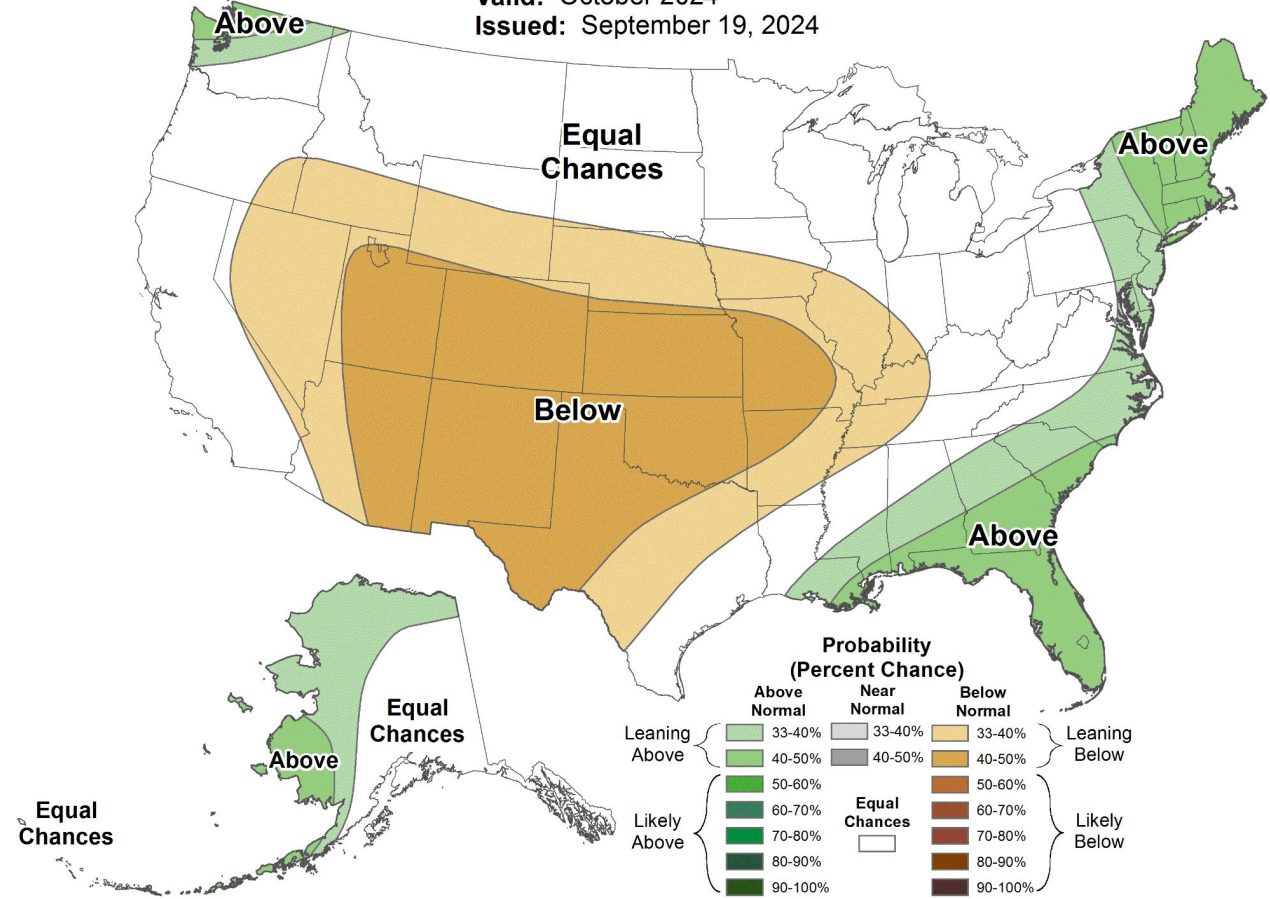 Valid: October 2024
Issued: September 19, 2024
Above
Equal
Chances
Above
Below
Above
Equal
Chances
Above
Equal
Chances
Probability
(Percent Chance)
Above
Normal
Near
Normal
Below
Normal
Leaning
Above
33-40%
33-40%
33-40%
Leaning
Below
40-50%
40-50%
40-50%
Likely
Above
50-60%
50-60%
60-70%
60-70%
Equal
Chances
70-80%
70-80%
Likely
Below
80-90%
80-90%
90-100%
90-100%